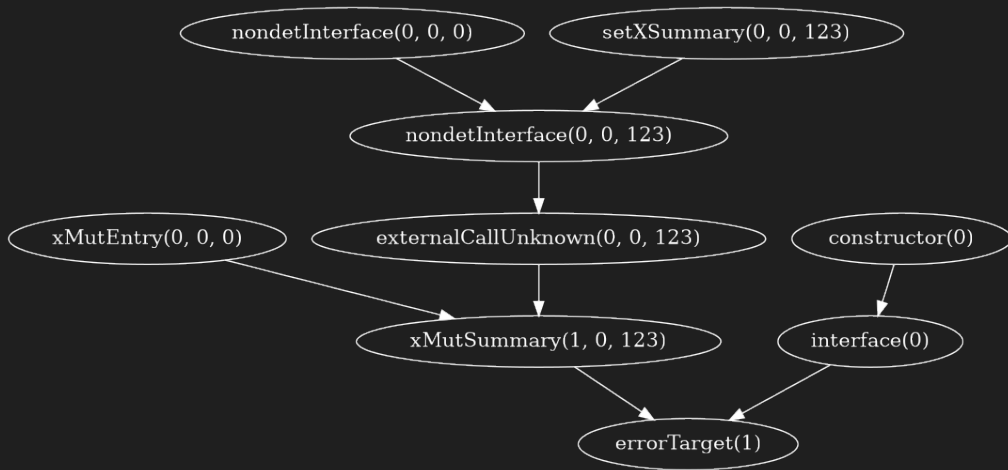 nondetInterface(0, 0, 0)
setXSummary(0, 0, 123)
nondetInterface(0, 0, 123)
xMutEntry(0, 0, 0)
externalCallUnknown(0, 0, 123)
constructor(0)
xMutSummary(1, 0, 123)
interface(0)
errorTarget(1)